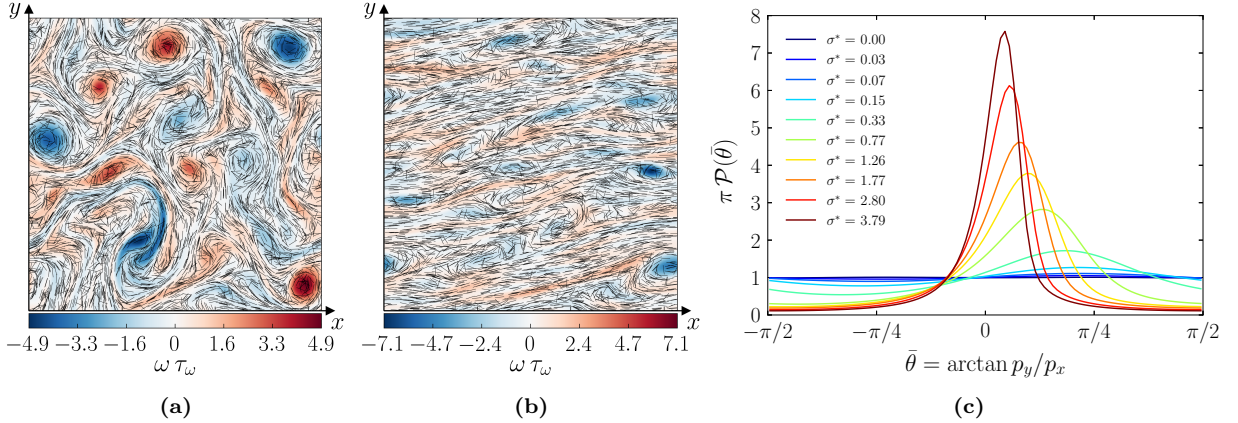 y
x
−4.9 −3.3 −1.6 0 1.6 3.3 4.9
ω τ_ω
(a)
y
x
−7.1 −4.7 −2.4 0 2.4 4.7 7.1
ω τ_ω
(b)
8
7
6
5
4
3
2
1
0
π P(θ̄)
σ* = 0.00
σ* = 0.03
σ* = 0.07
σ* = 0.15
σ* = 0.33
σ* = 0.77
σ* = 1.26
σ* = 1.77
σ* = 2.80
σ* = 3.79
−π/2 −π/4 0 π/4 π/2
θ̄ = arctan p_y/p_x
(c)